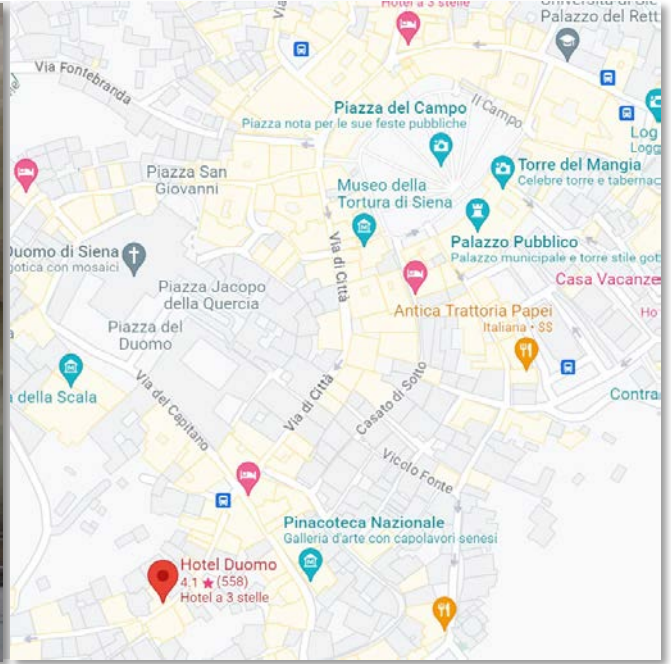 Hotel a 3 stelle
Palazzo del Rett
Via Fontebranda
Piazza del Campo
Piazza nota per le sue feste pubbliche
Il Campo
Log
Logg
Piazza San
Giovanni
Torre del Mangia
Celebre torre e tabernac
Museo della
Tortura di Siena
Via di Città
Palazzo Pubblico
Palazzo municipale e torre stile got
Duomo di Siena
gotica con mosaici
Casa Vacanze
Piazza Jacopo
della Quercia
Antica Trattoria Papei
Italiana • $$
Ho
Piazza del
Duomo
a della Scala
Via del Capitano
Via di Città
Casato di Sotto
Contra
Vicolo Fonte
Pinacoteca Nazionale
Galleria d'arte con capolavori senesi
Hotel Duomo
4,1 ★ (558)
Hotel a 3 stelle